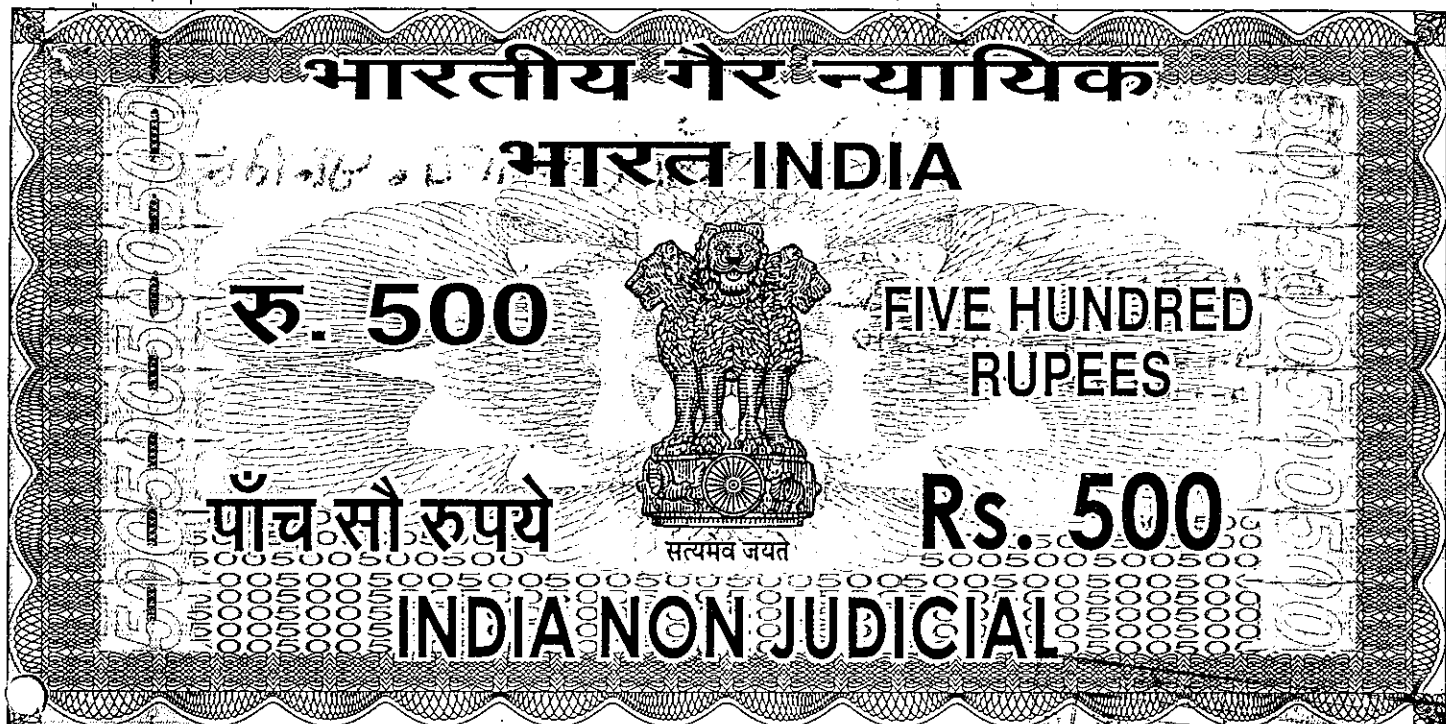 भारतीय गैर न्यायिक
भारत INDIA
रु. 500
FIVE HUNDRED
RUPEES
पाँच सौ रुपये
Rs. 500
सत्यमेव जयते
INDIA NON JUDICIAL